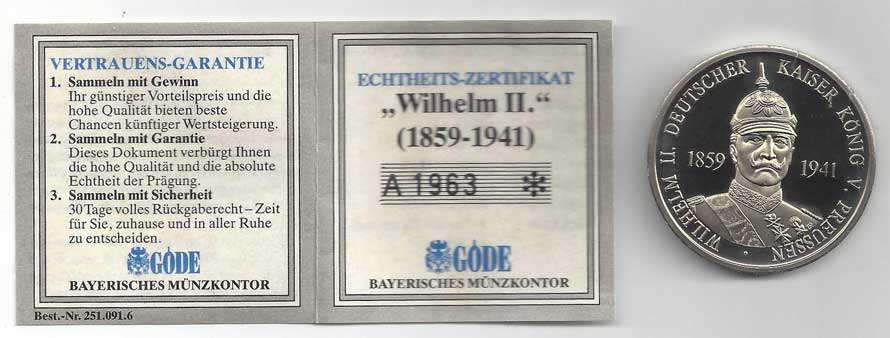 VERTRAUENS-GARANTIE
1. Sammeln mit Gewinn
Ihr günstiger Vorteilspreis und die
hohe Qualität bieten beste
Chancen künftiger Wertsteigerung.
2. Sammeln mit Garantie
Dieses Dokument verbürgt Ihnen
die hohe Qualität und die absolute
Echtheit der Prägung.
3. Sammeln mit Sicherheit
30 Tage volles Rückgaberecht – Zeit
für Sie, zuhause und in aller Ruhe
zu entscheiden.
GÖDE
BAYERISCHES MÜNZKONTOR
Best.-Nr. 251.091.6
ECHTHEITS-ZERTIFIKAT
„Wilhelm II.“
(1859-1941)
A 1963 ✻
GÖDE
BAYERISCHES MÜNZKONTOR
WILHELM II. DEUTSCHER KAISER, KÖNIG V. PREUSSEN
1859 1941